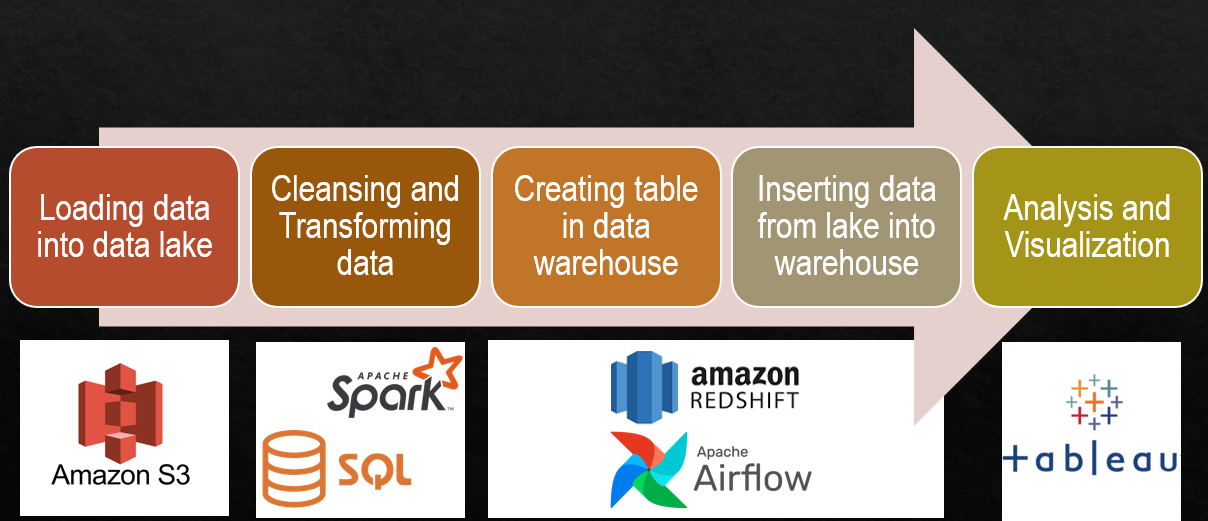 Loading data
into data lake
Cleansing and
Transforming
data
Creating table
in data
warehouse
Inserting data
from lake into
warehouse
Analysis and
Visualization
Amazon S3
APACHE
Spark™
SQL
amazon
REDSHIFT
Apache
Airflow
+ableau